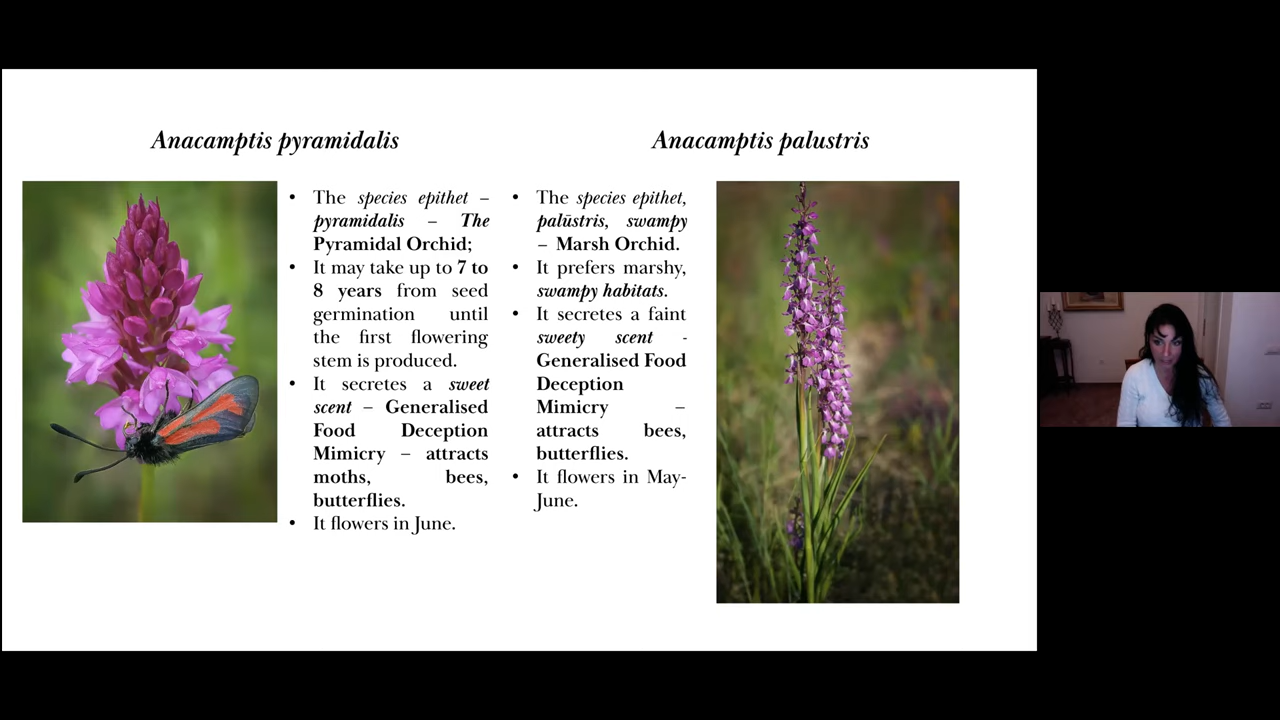 Anacamptis pyramidalis
• The species epithet –
pyramidalis – The
Pyramidal Orchid;
• It may take up to 7 to
8 years from seed
germination until
the first flowering
stem is produced.
• It secretes a sweet
scent – Generalised
Food Deception
Mimicry – attracts
moths, bees,
butterflies.
• It flowers in June.
Anacamptis palustris
• The species epithet,
palūstris, swampy
– Marsh Orchid.
• It prefers marshy,
swampy habitats.
• It secretes a faint
sweety scent -
Generalised Food
Deception
Mimicry –
attracts bees,
butterflies.
• It flowers in May-
June.